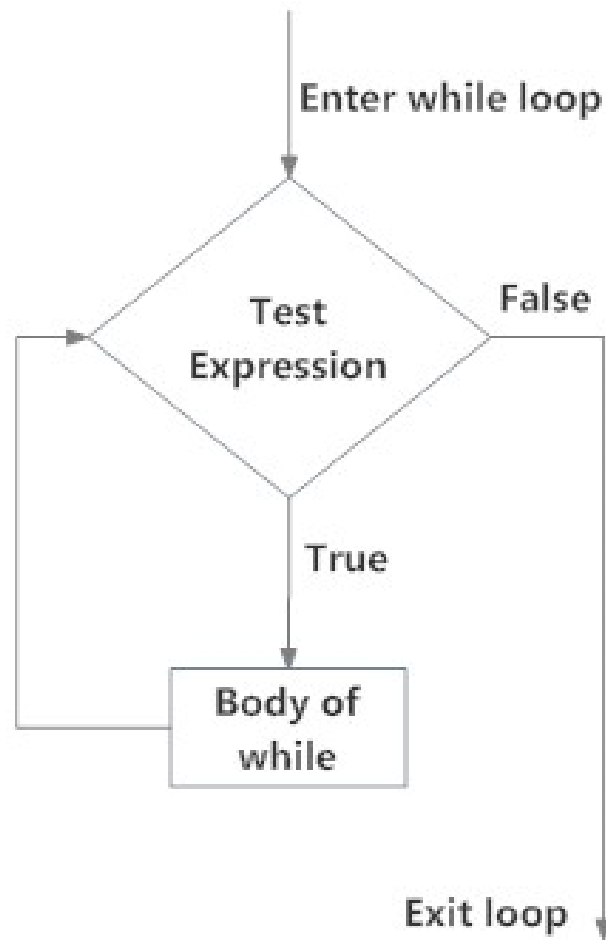 Enter while loop
Test
Expression
False
True
Body of
while
Exit loop